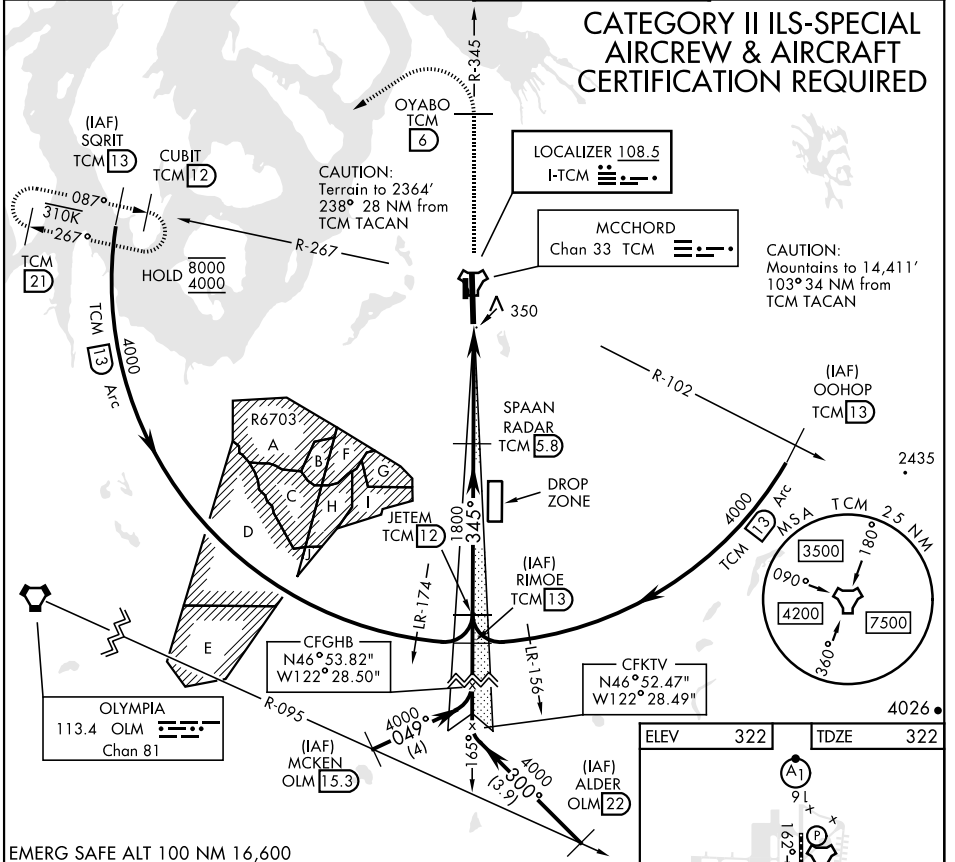 CATEGORY II ILS-SPECIAL
AIRCREW & AIRCRAFT
CERTIFICATION REQUIRED
R-345
OYABO
TCM
6
(IAF)
SQRIT
TCM 13
CUBIT
TCM 12
087°
310K
267°
TCM
21
HOLD 8000
4000
CAUTION:
Terrain to 2364'
238° 28 NM from
TCM TACAN
R-267
LOCALIZER 108.5
I-TCM
MCCHORD
Chan 33 TCM
CAUTION:
Mountains to 14,411'
103° 34 NM from
TCM TACAN
350
TCM 13 Arc
4000
R-102
(IAF)
OOHOP
TCM 13
2435
R6703
A
B
F
G
C
H
I
J
D
E
SPAAN
RADAR
TCM 5.8
DROP
ZONE
1800
345°
JETEM
TCM 12
(IAF)
RIMOE
TCM 13
4000
TCM 13 Arc
MSA TCM 25 NM
3500
180°
090°
4200
7500
360°
LR-174
LR-156
CFGHB
N46° 53.82"
W122° 28.50"
CFKTV
N46° 52.47"
W122° 28.49"
4026
OLYMPIA
113.4 OLM
Chan 81
R-095
4000
049°
(4)
165°
4000
300°
(3.9)
(IAF)
MCKEN
OLM 15.3
(IAF)
ALDER
OLM 22
ELEV 322
TDZE 322
A1
16
162°
P
EMERG SAFE ALT 100 NM 16,600